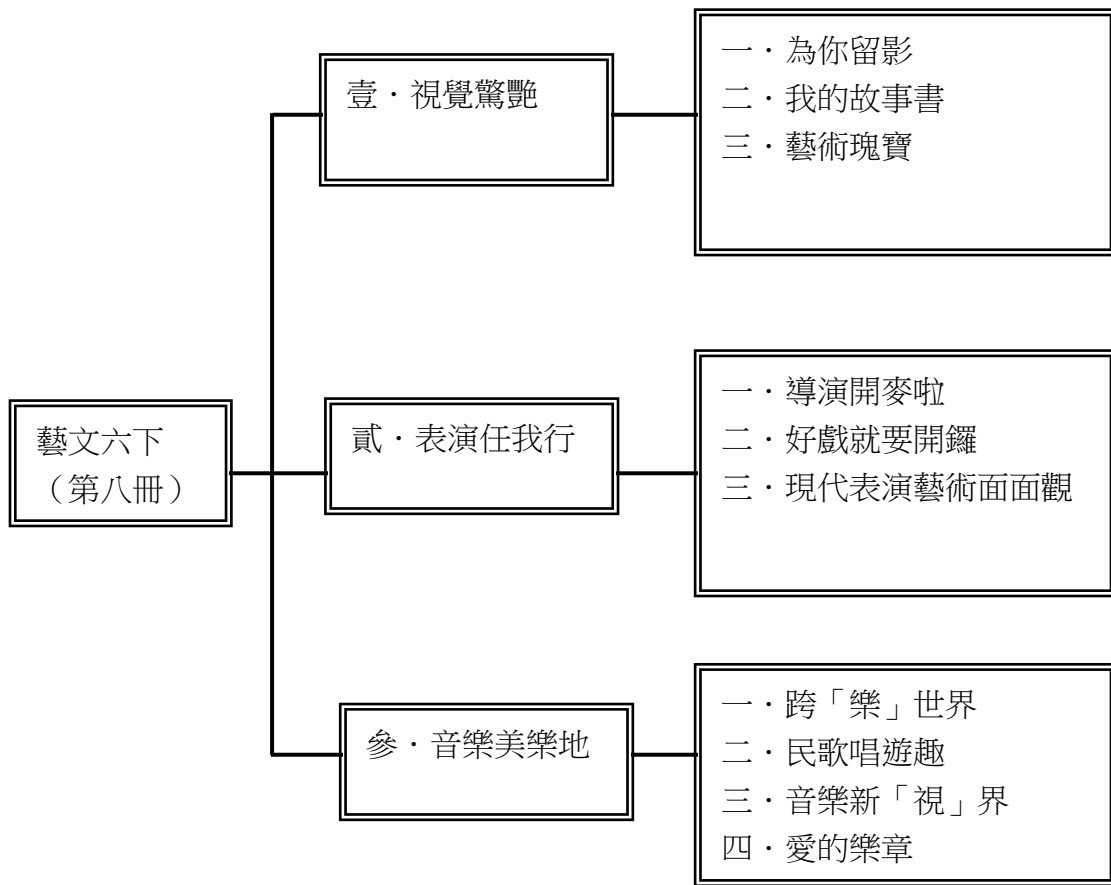 藝文六下
（第八冊）
壹．視覺驚艷
一．為你留影
二．我的故事書
三．藝術瑰寶
貳．表演任我行
一．導演開麥啦
二．好戲就要開鑼
三．現代表演藝術面面觀
參．音樂美樂地
一．跨「樂」世界
二．民歌唱遊趣
三．音樂新「視」界
四．愛的樂章